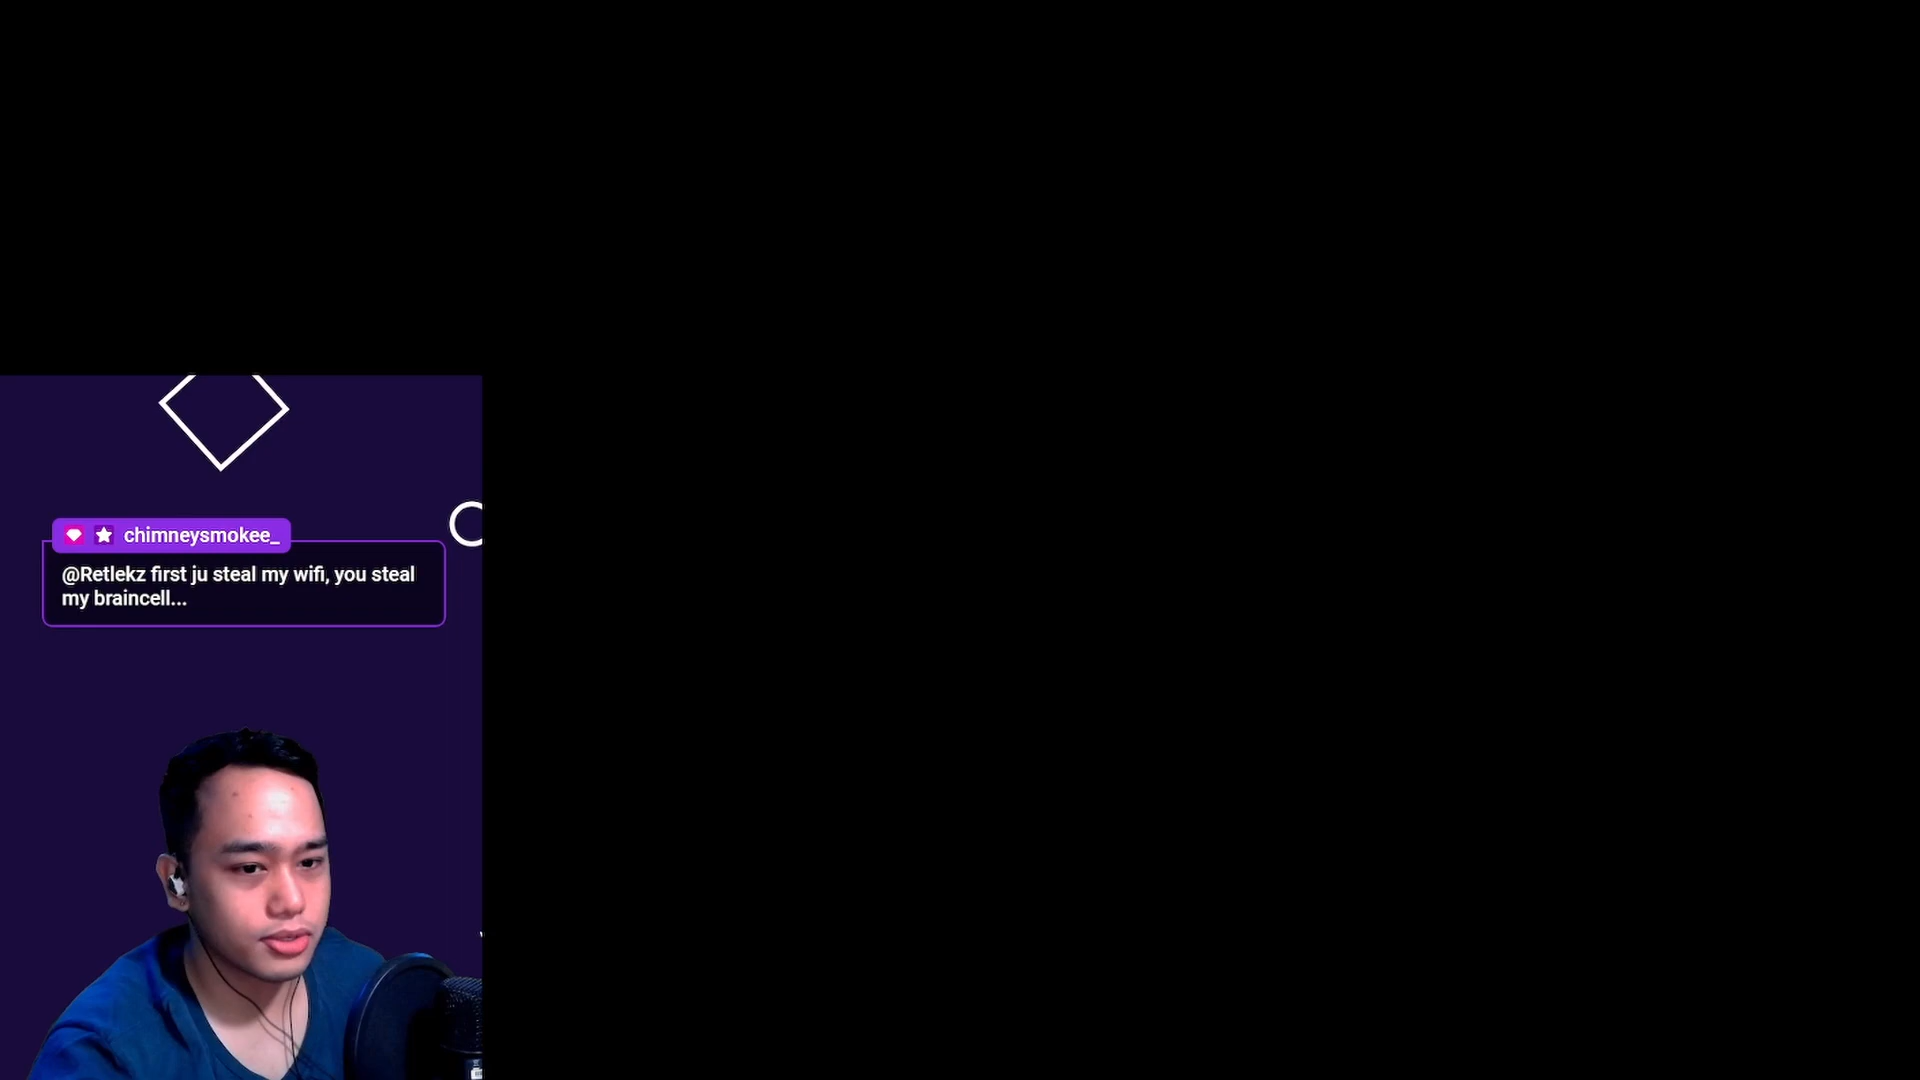 chimneysmokee_
@Retlekz first ju steal my wifi, you steal
my braincell...